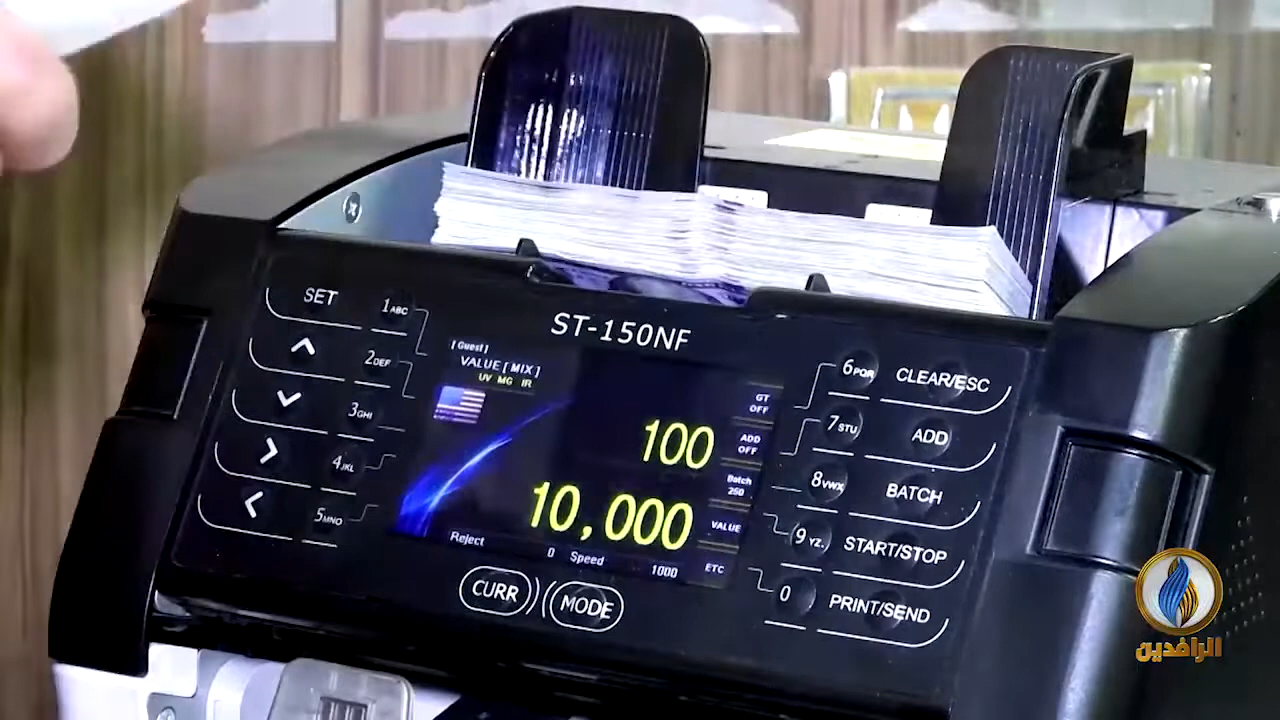 ST-150NF
SET
1ABC
2DEF
3GHI
4JKL
5MNO
[ Guest ]
VALUE [ MIX ]
UV MG IR
100
10,000
GT
OFF
ADD
OFF
Batch
250
VALUE
ETC
Reject 0 Speed 1000
CURR MODE
6PQR CLEAR/ESC
7STU ADD
8VWX BATCH
9YZ. START/STOP
0 PRINT/SEND
الرافدين